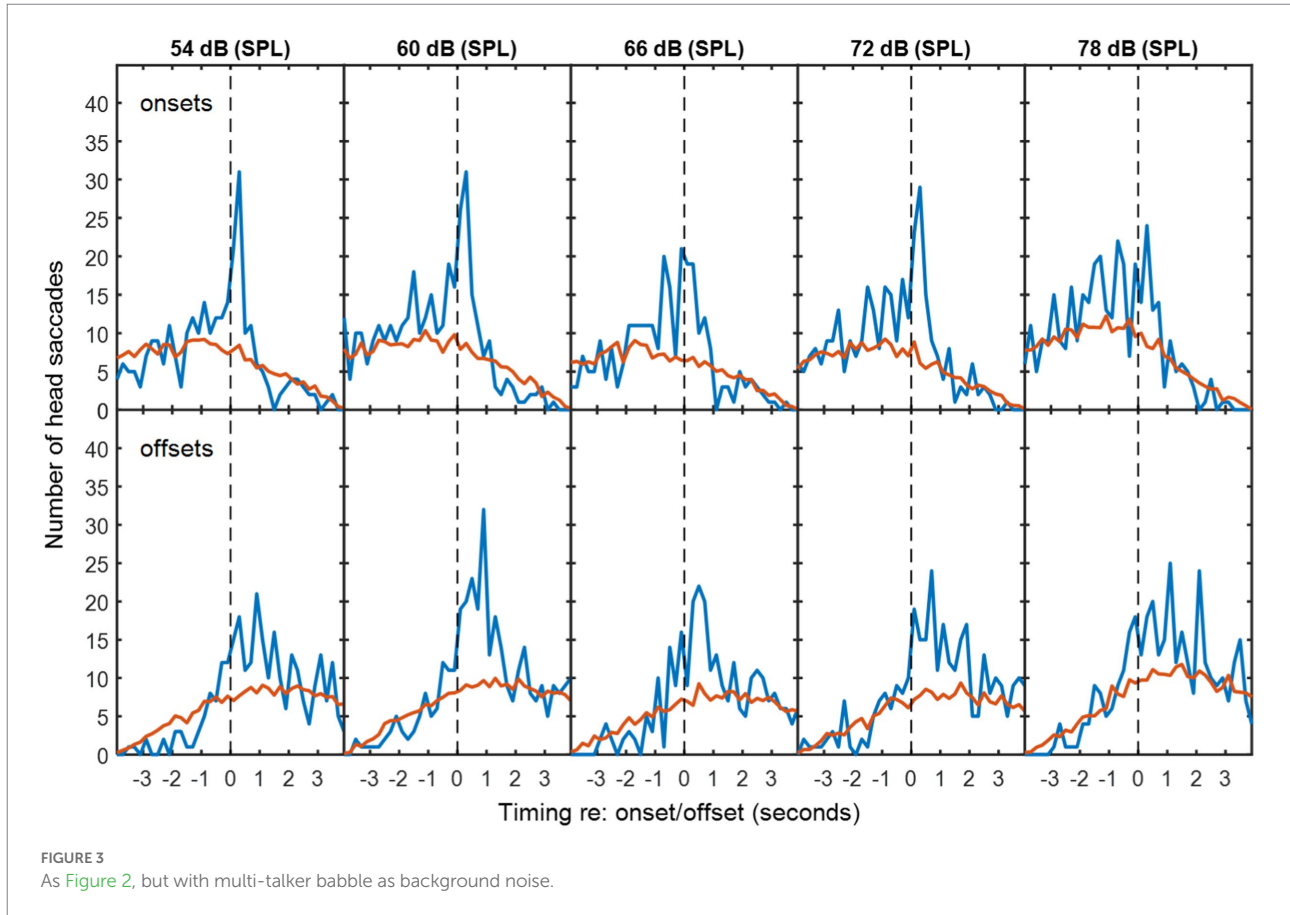 54 dB (SPL) 60 dB (SPL) 66 dB (SPL) 72 dB (SPL) 78 dB (SPL)
onsets
40
35
30
25
20
15
10
5
0
offsets
40
35
30
25
20
15
10
5
0
Number of head saccades
-3 -2 -1 0 1 2 3 -3 -2 -1 0 1 2 3 -3 -2 -1 0 1 2 3 -3 -2 -1 0 1 2 3 -3 -2 -1 0 1 2 3
Timing re: onset/offset (seconds)
FIGURE 3
As Figure 2, but with multi-talker babble as background noise.